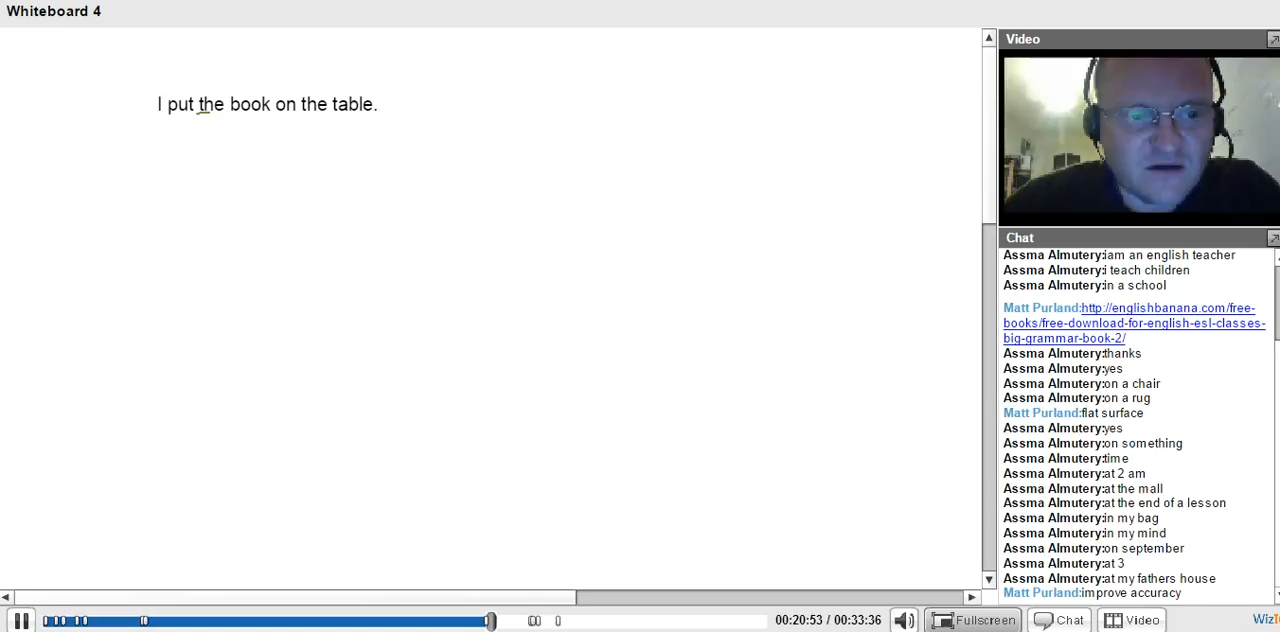 Whiteboard 4
I put the book on the table.
Video
Chat
Assma Almutery:iam an english teacher
Assma Almutery:i teach children
Assma Almutery:in a school
Matt Purland:http://englishbanana.com/free-
books/free-download-for-english-esl-classes-
big-grammar-book-2/
Assma Almutery:thanks
Assma Almutery:yes
Assma Almutery:on a chair
Assma Almutery:on a rug
Matt Purland:flat surface
Assma Almutery:yes
Assma Almutery:on something
Assma Almutery:time
Assma Almutery:at 2 am
Assma Almutery:at the mall
Assma Almutery:at the end of a lesson
Assma Almutery:in my bag
Assma Almutery:in my mind
Assma Almutery:on september
Assma Almutery:at 3
Assma Almutery:at my fathers house
Matt Purland:improve accuracy
00:20:53 / 00:33:36 Fullscreen Chat Video